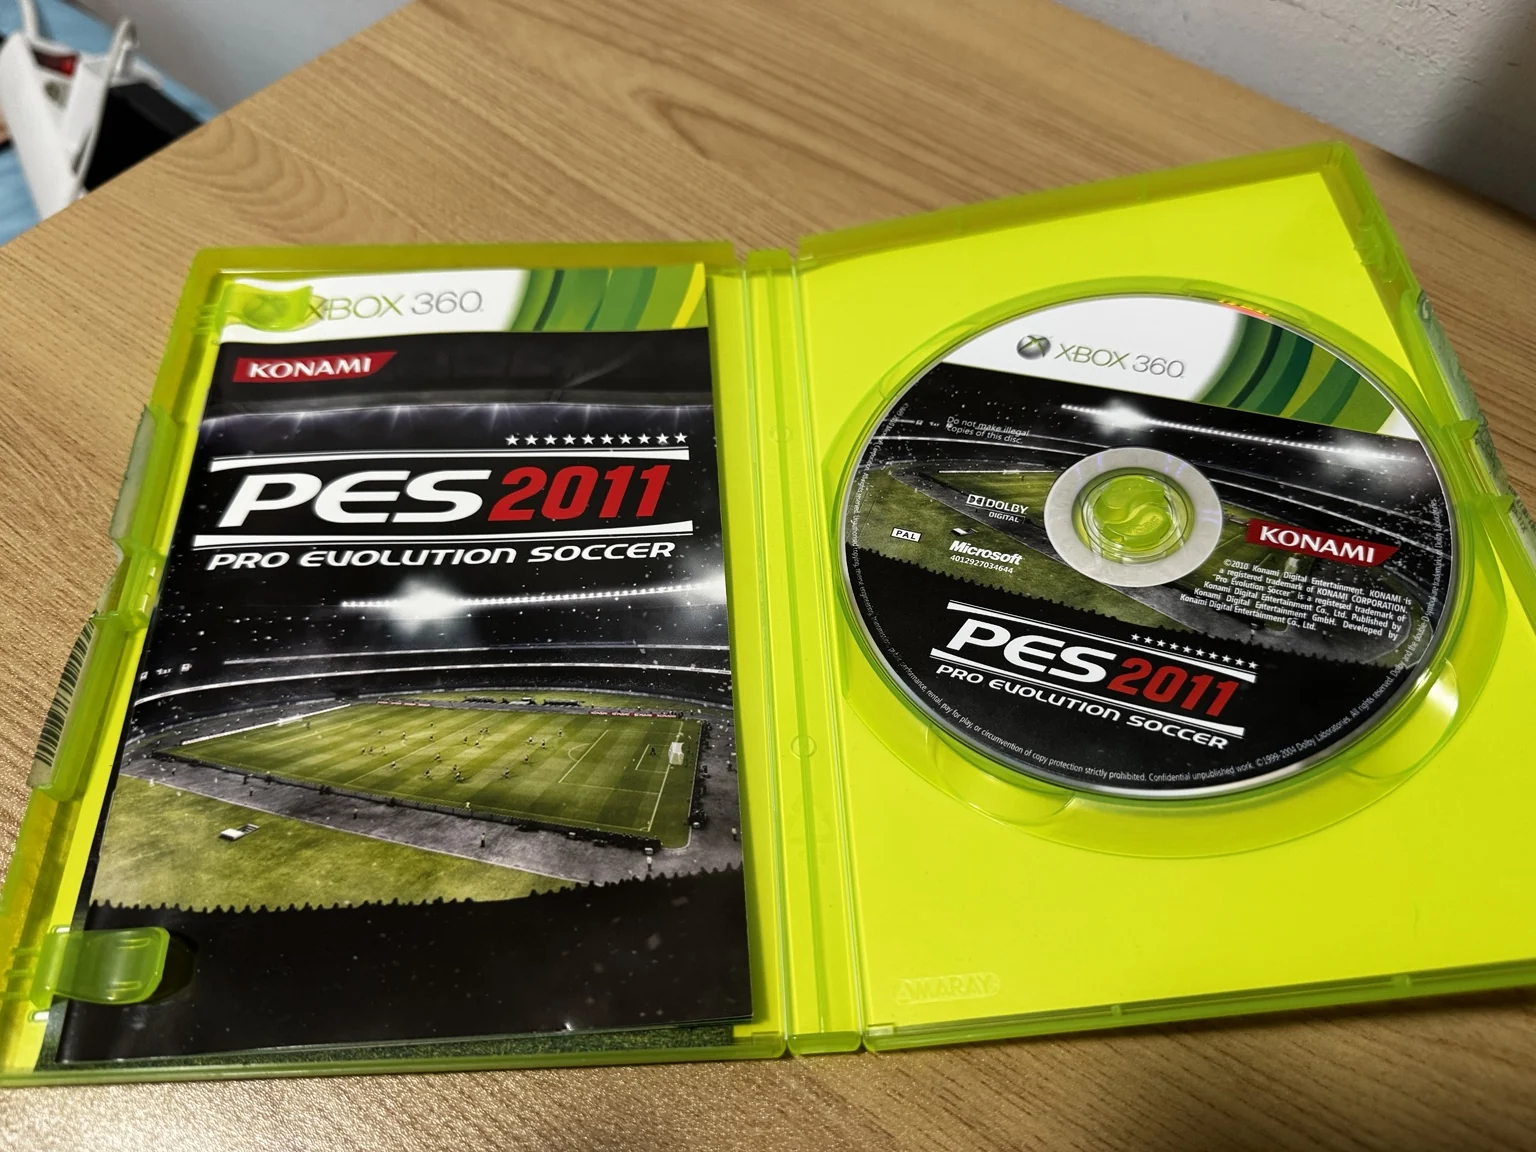 XBOX 360
KONAMI
PES 2011
PRO EVOLUTION SOCCER
XBOX 360
Do not make illegal
copies of this disc.
DOLBY
DIGITAL
PAL
Microsoft
4012927034644
KONAMI
©2010 Konami Digital Entertainment. KONAMI is
a registered trademark of KONAMI CORPORATION.
"Pro Evolution Soccer" is a registered trademark of
Konami Digital Entertainment Co., Ltd. Published by
Konami Digital Entertainment GmbH. Developed by
Konami Digital Entertainment Co., Ltd.
PES 2011
PRO EVOLUTION SOCCER
performance, rental, pay for play, or circumvention of copy protection strictly prohibited. Confidential unpublished work. ©1999-2004 Dolby Laboratories. All rights reserved.
AMARAY